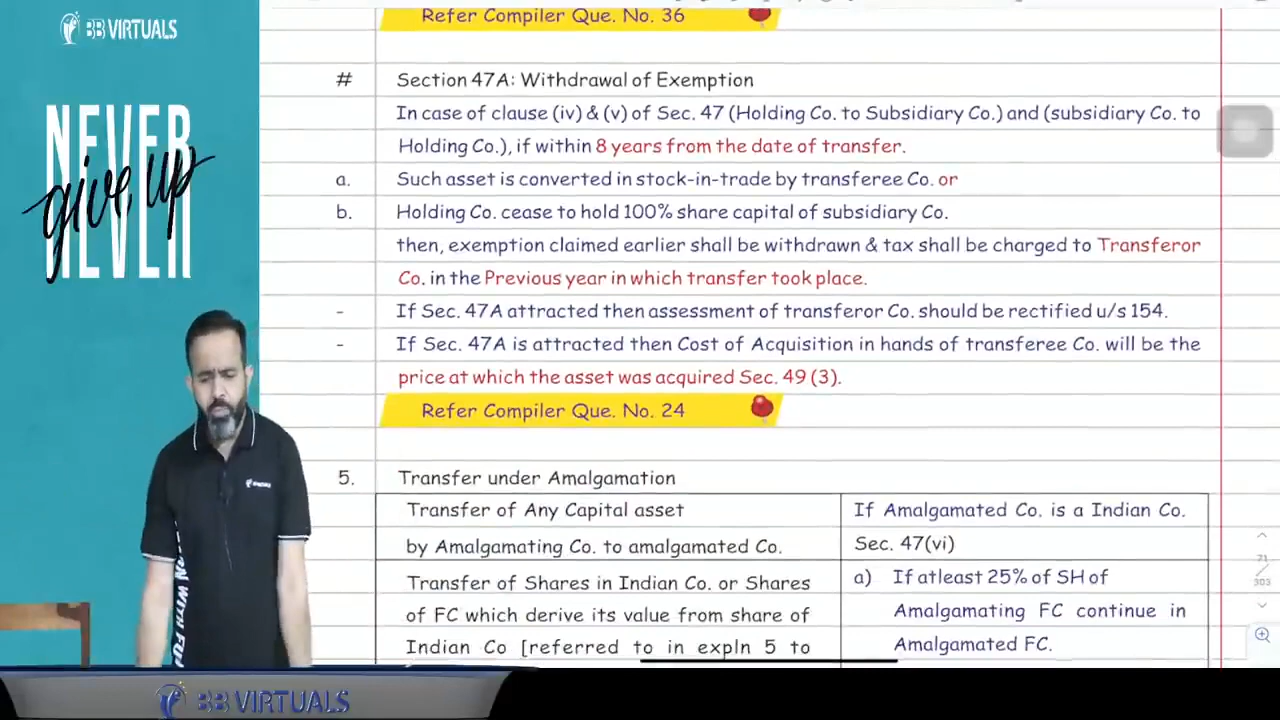 Refer Compiler Que. No. 36
BB VIRTUALS
NEVER
give up
NEVER
# Section 47A: Withdrawal of Exemption
In case of clause (iv) & (v) of Sec. 47 (Holding Co. to Subsidiary Co.) and (subsidiary Co. to
Holding Co.), if within 8 years from the date of transfer.
a. Such asset is converted in stock-in-trade by transferee Co. or
b. Holding Co. cease to hold 100% share capital of subsidiary Co.
then, exemption claimed earlier shall be withdrawn & tax shall be charged to Transferor
Co. in the Previous year in which transfer took place.
- If Sec. 47A attracted then assessment of transferor Co. should be rectified u/s 154.
- If Sec. 47A is attracted then Cost of Acquisition in hands of transferee Co. will be the
price at which the asset was acquired Sec. 49 (3).
Refer Compiler Que. No. 24
5. Transfer under Amalgamation
Transfer of Any Capital asset
by Amalgamating Co. to amalgamated Co.
If Amalgamated Co. is a Indian Co.
Sec. 47(vi)
Transfer of Shares in Indian Co. or Shares
of FC which derive its value from share of
Indian Co [referred to in expln 5 to
a) If atleast 25% of SH of
Amalgamating FC continue in
Amalgamated FC.
71
303
BB VIRTUALS